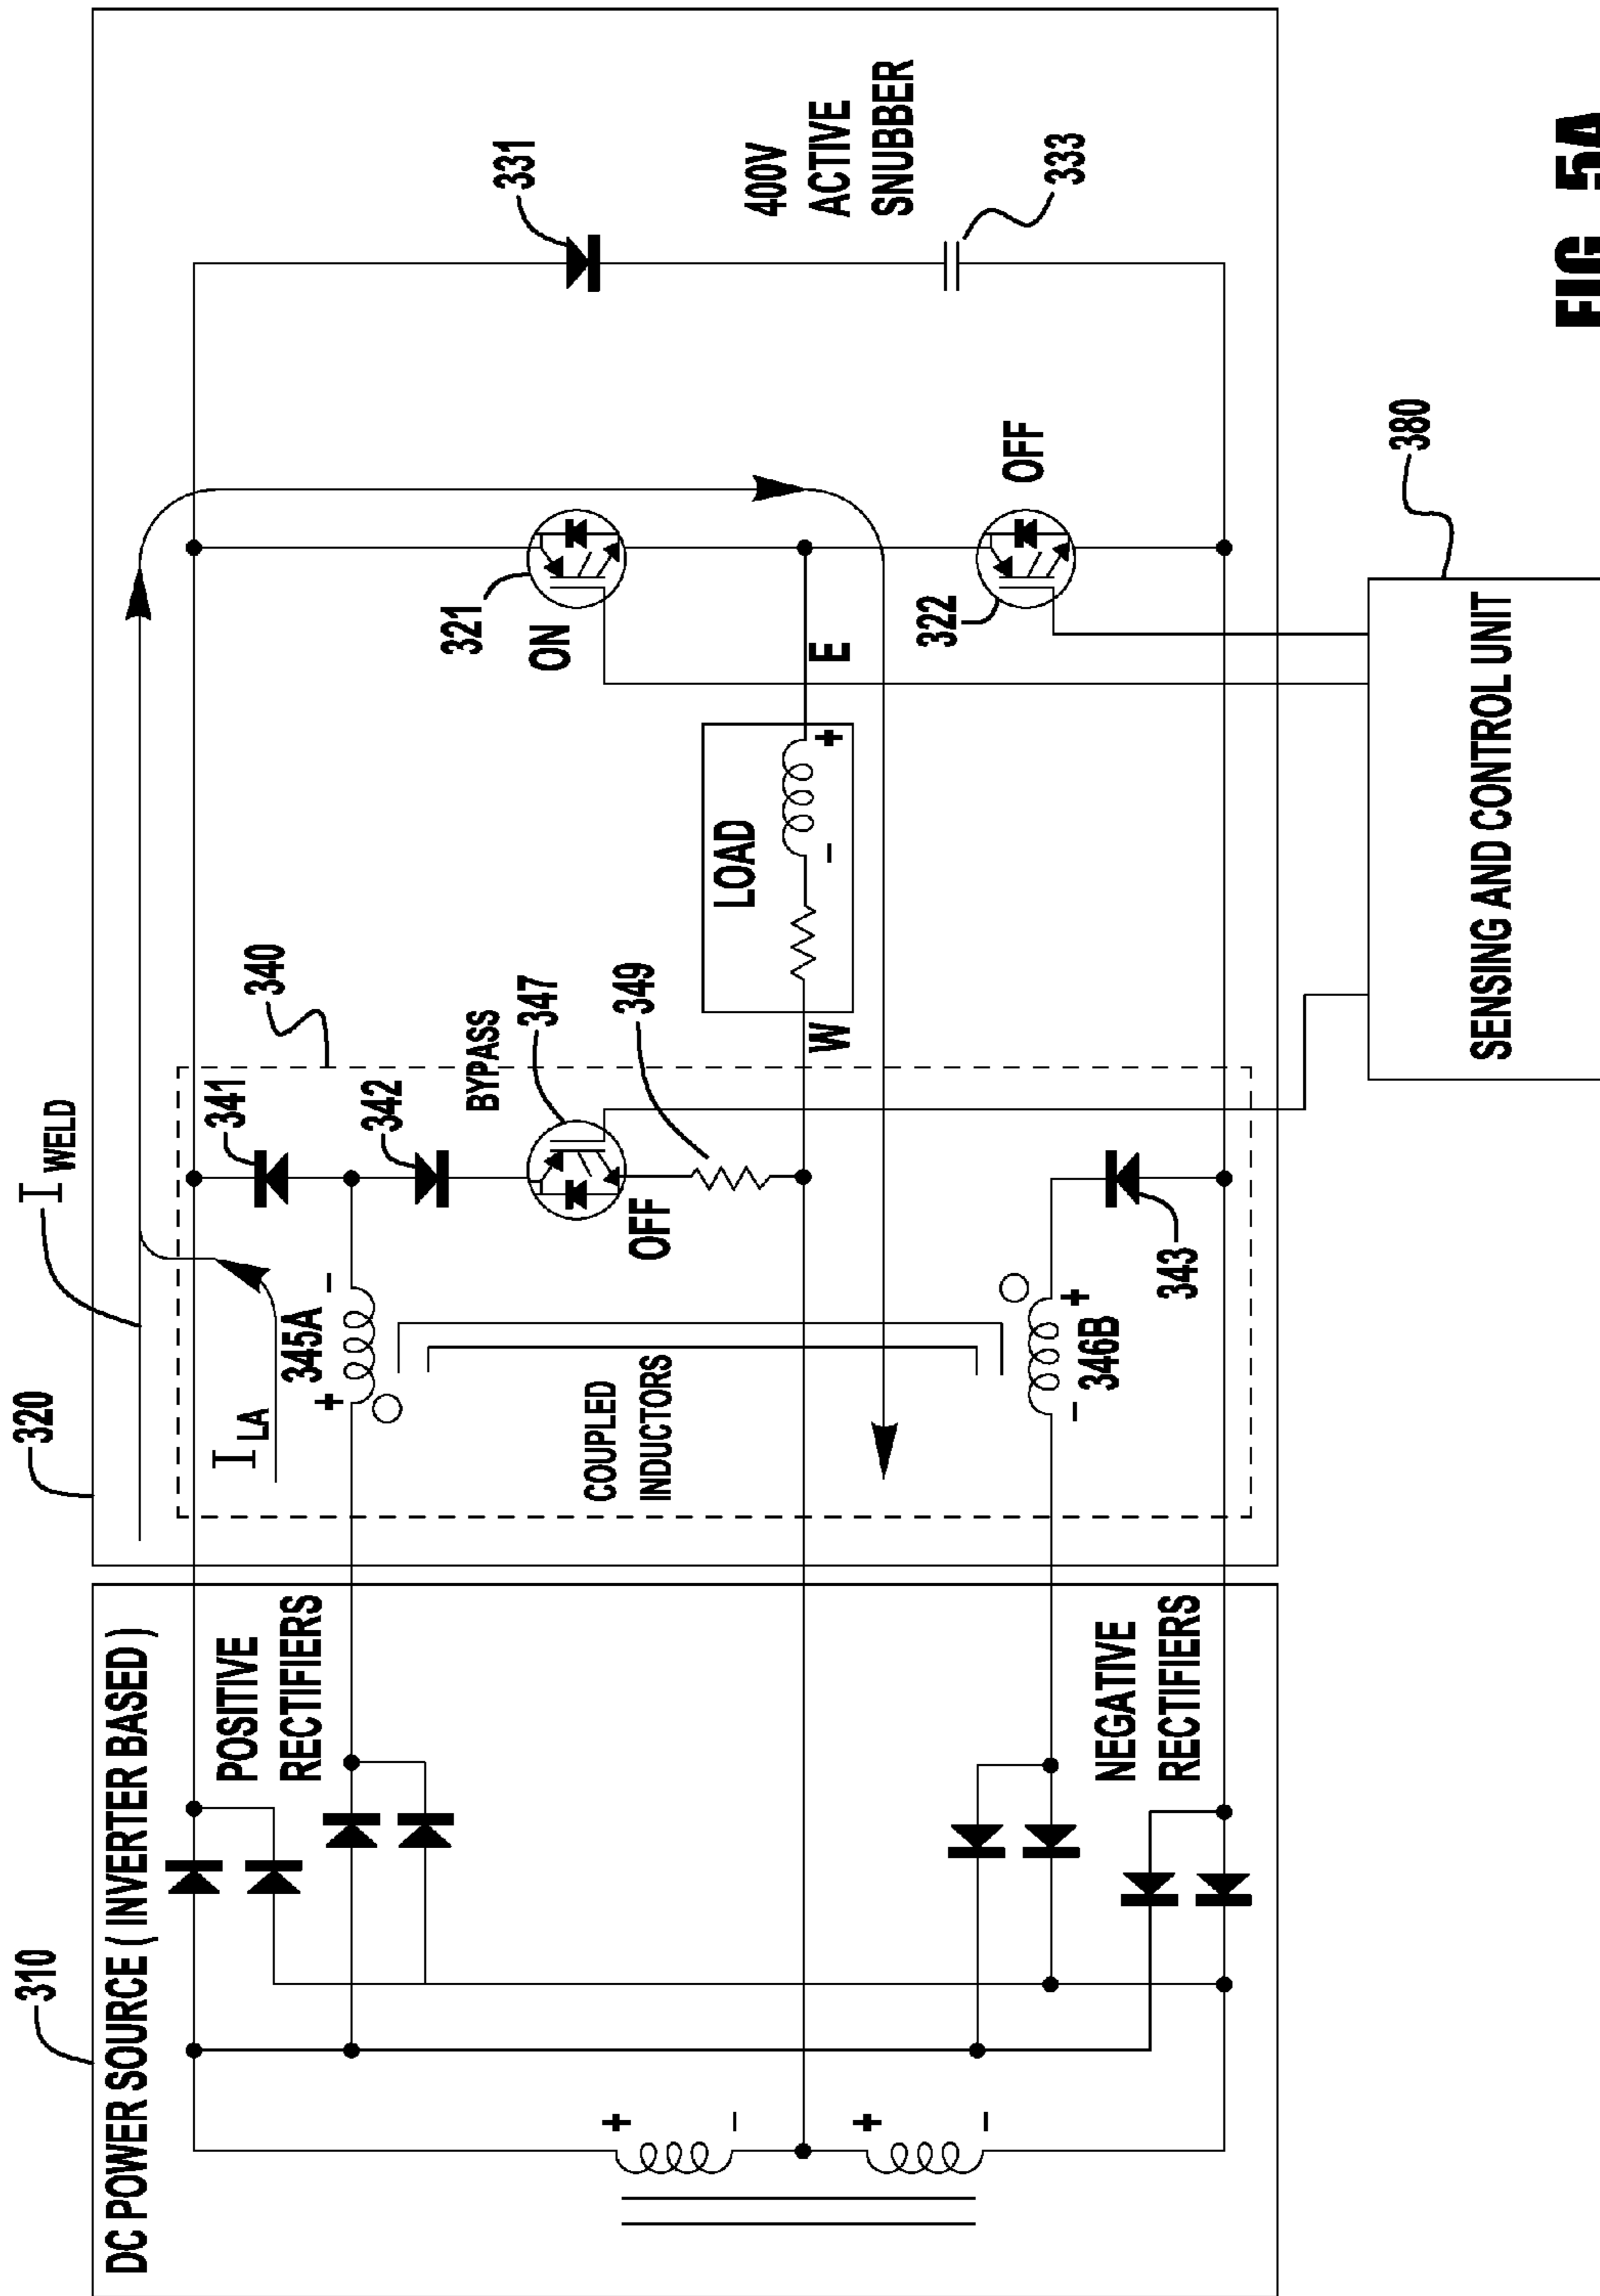 310
DC POWER SOURCE ( INVERTER BASED )
POSITIVE
RECTIFIERS
NEGATIVE
RECTIFIERS
+
−
+
−
320
I WELD
I LA
340
341
342
+
345A
−
BYPASS
347
349
OFF
COUPLED
INDUCTORS
−
346B
+
343
W
LOAD
−
+
E
321
ON
322
OFF
331
400V
ACTIVE
SNUBBER
333
380
SENSING AND CONTROL UNIT
FIG. 5A